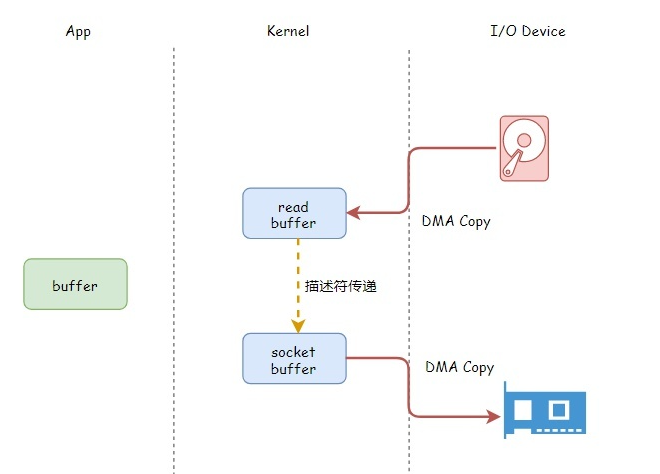 App
Kernel
I/O Device
read
buffer
DMA Copy
buffer
描述符传递
socket
buffer
DMA Copy